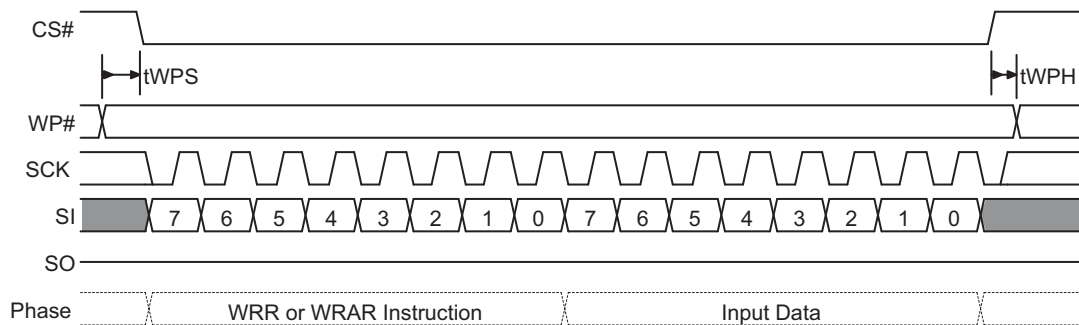 CS#
tWPS
tWPH
WP#
SCK
SI 7 6 5 4 3 2 1 0 7 6 5 4 3 2 1 0
SO
Phase WRR or WRAR Instruction Input Data